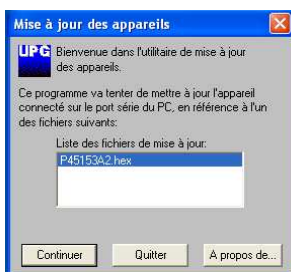 Mise à jour des appareils
UPG
Bienvenue dans l'utilitaire de mise à jour
des appareils.
Ce programme va tenter de mettre à jour l'appareil
connecté sur le port série du PC, en référence à l'un
des fichiers suivants:
Liste des fichiers de mise à jour:
P45153A2.hex
Continuer
Quitter
A propos de...